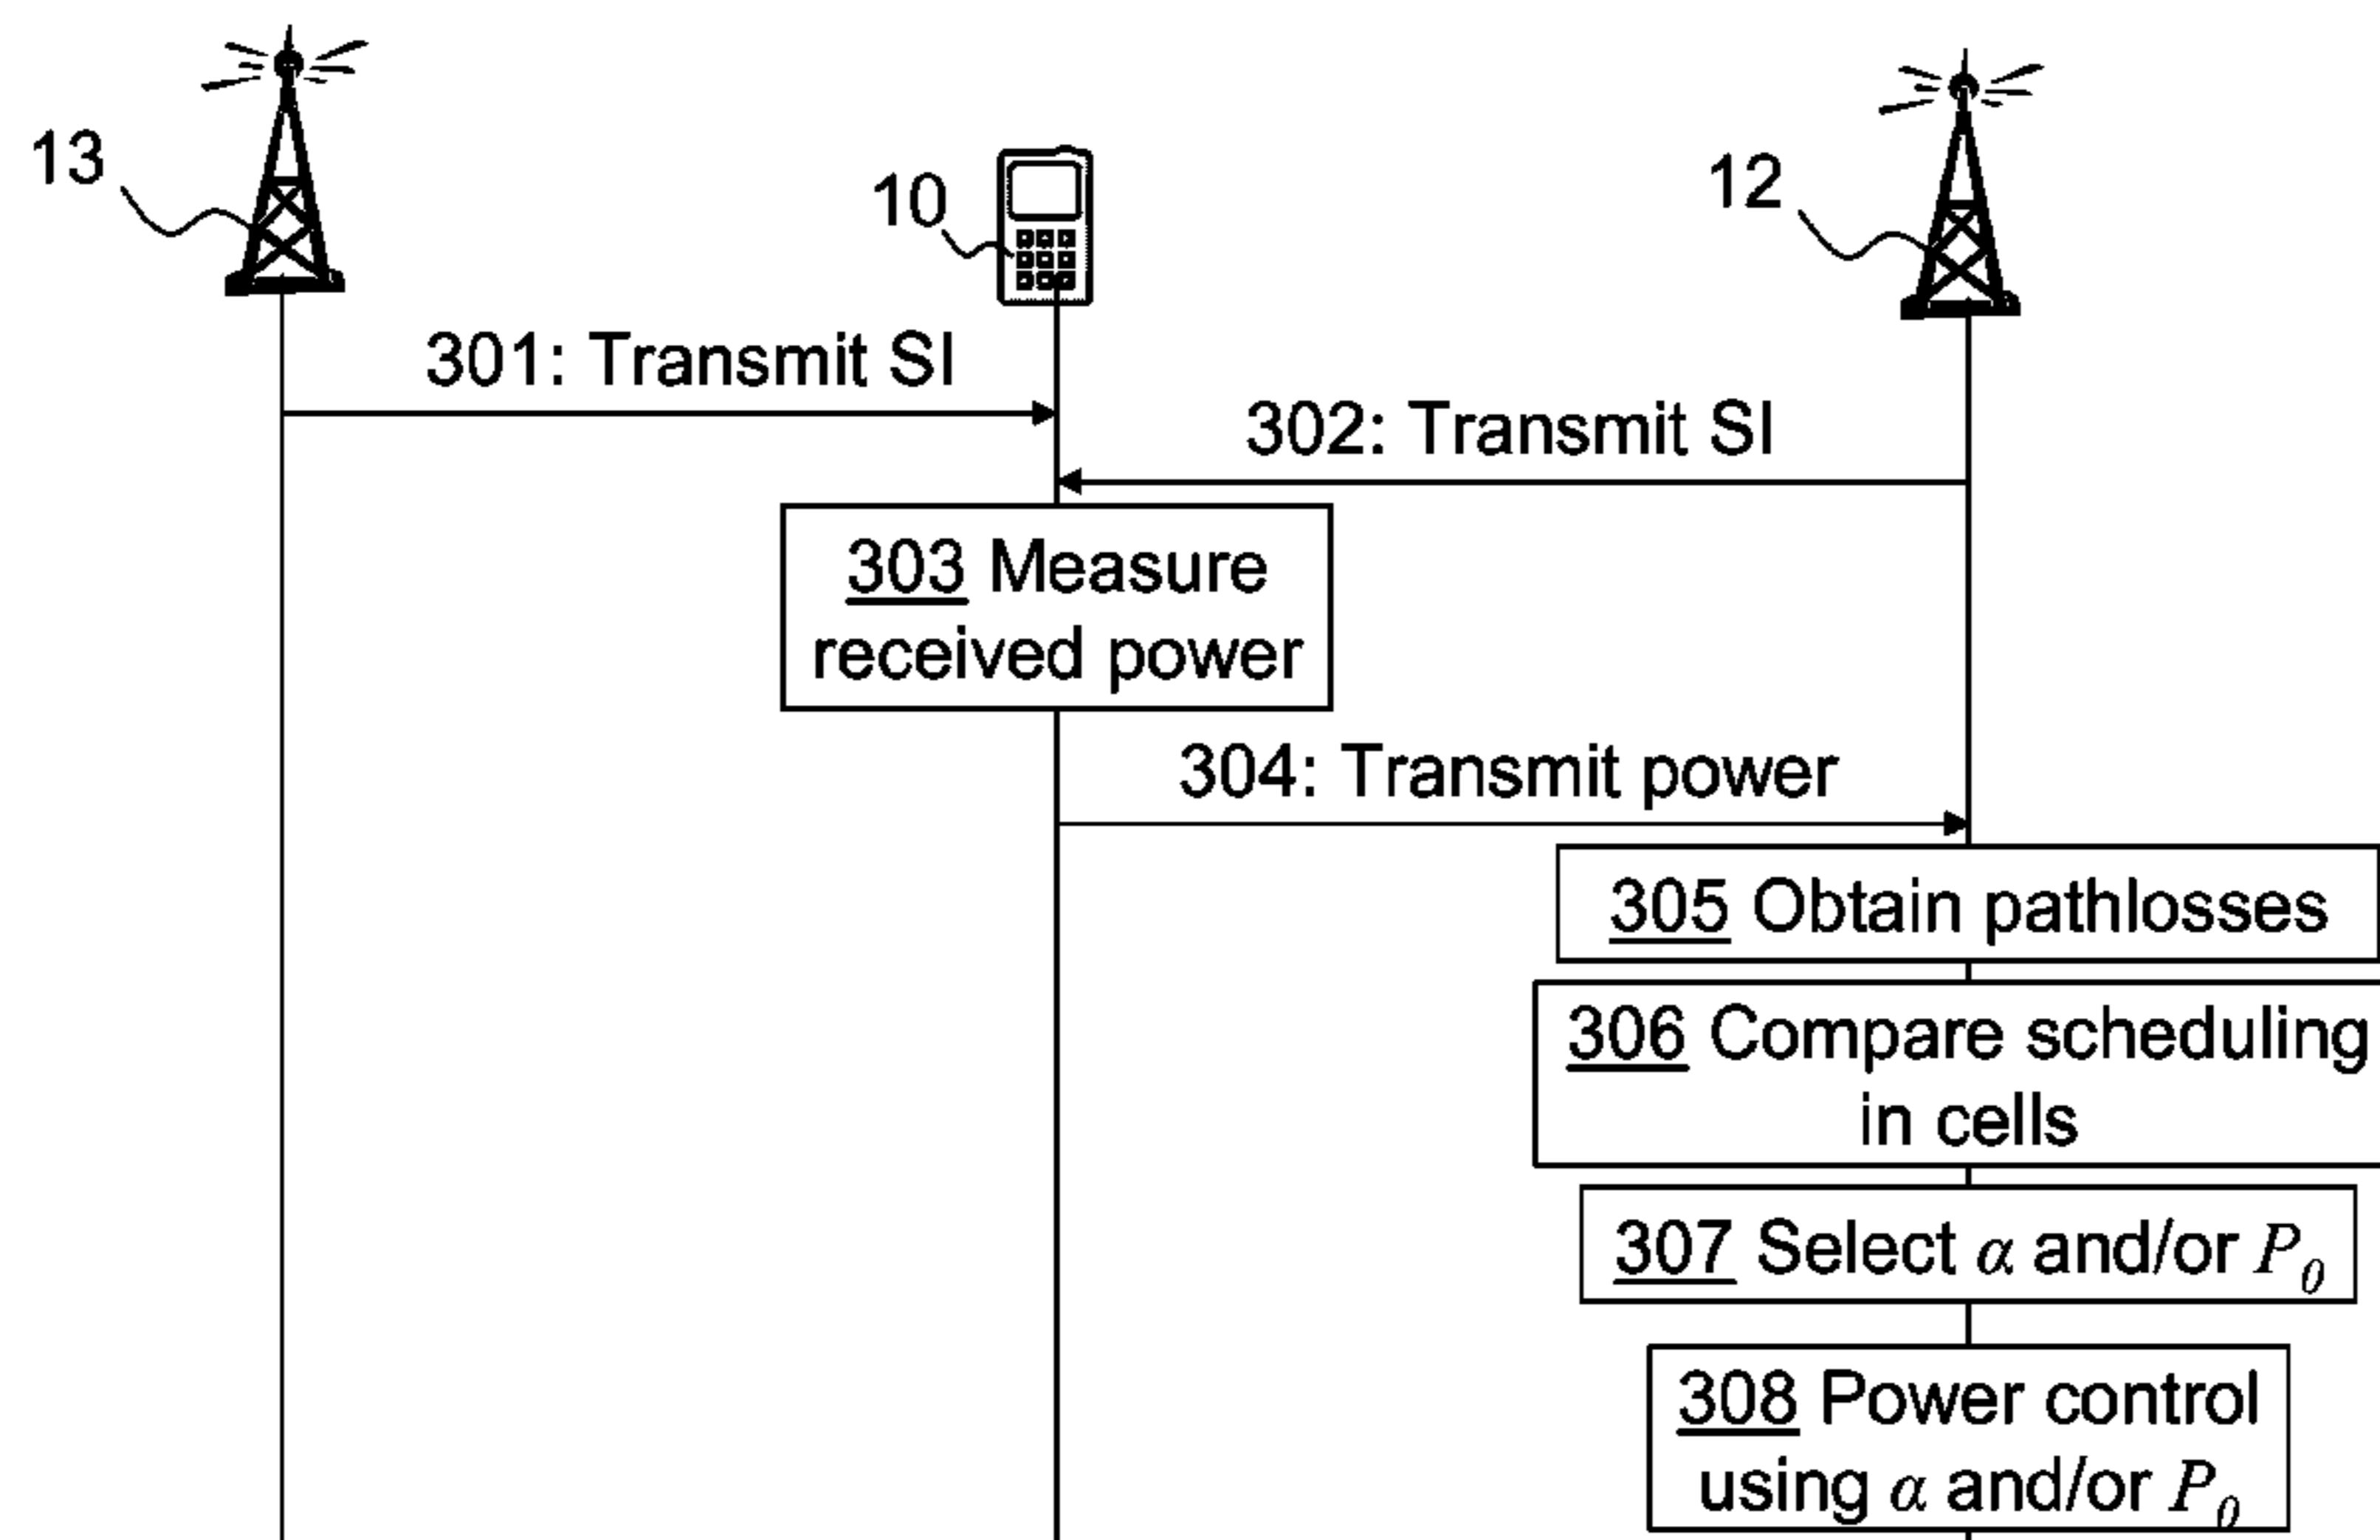 13
10
12
301: Transmit SI
302: Transmit SI
303 Measure
received power
304: Transmit power
305 Obtain pathlosses
306 Compare scheduling
in cells
307 Select α and/or P₀
308 Power control
using α and/or P₀